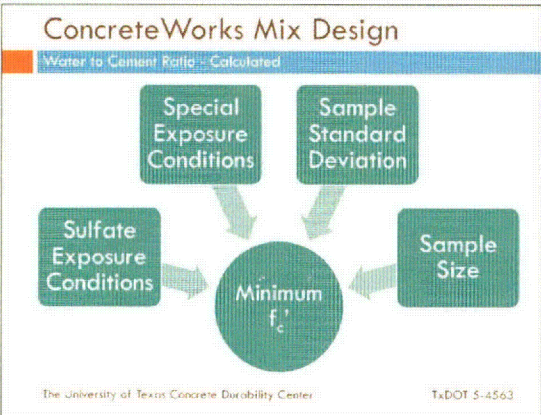 ConcreteWorks Mix Design
Water to Cement Ratio - Calculated
Special
Exposure
Conditions
Sample
Standard
Deviation
Sulfate
Exposure
Conditions
Sample
Size
Minimum
fc'
The University of Texas Concrete Durability Center
TxDOT 5-4563